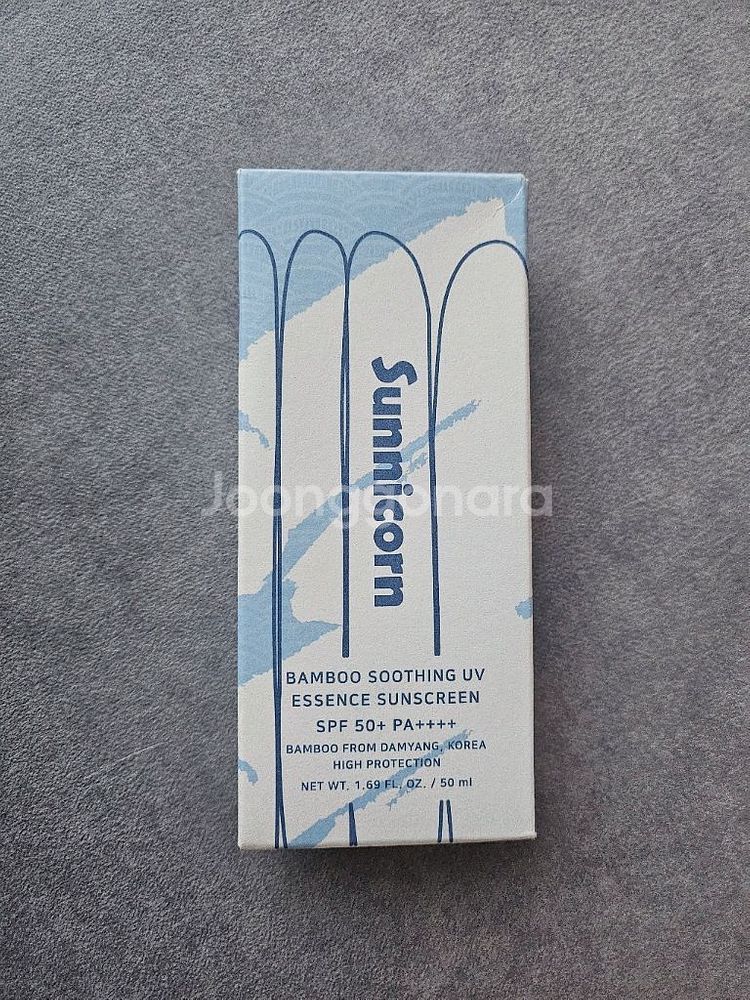 Sunnicorn
Joonggonara
BAMBOO SOOTHING UV
ESSENCE SUNSCREEN
SPF 50+ PA++++
BAMBOO FROM DAMYANG, KOREA
HIGH PROTECTION
NET WT. 1.69 FL. OZ. / 50 ml